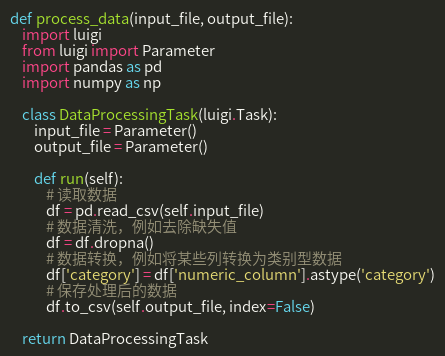 def process_data(input_file, output_file):
    import luigi
    from luigi import Parameter
    import pandas as pd
    import numpy as np

    class DataProcessingTask(luigi.Task):
        input_file = Parameter()
        output_file = Parameter()

        def run(self):
            # 读取数据
            df = pd.read_csv(self.input_file)
            # 数据清洗，例如去除缺失值
            df = df.dropna()
            # 数据转换，例如将某些列转换为类别型数据
            df['category'] = df['numeric_column'].astype('category')
            # 保存处理后的数据
            df.to_csv(self.output_file, index=False)

    return DataProcessingTask